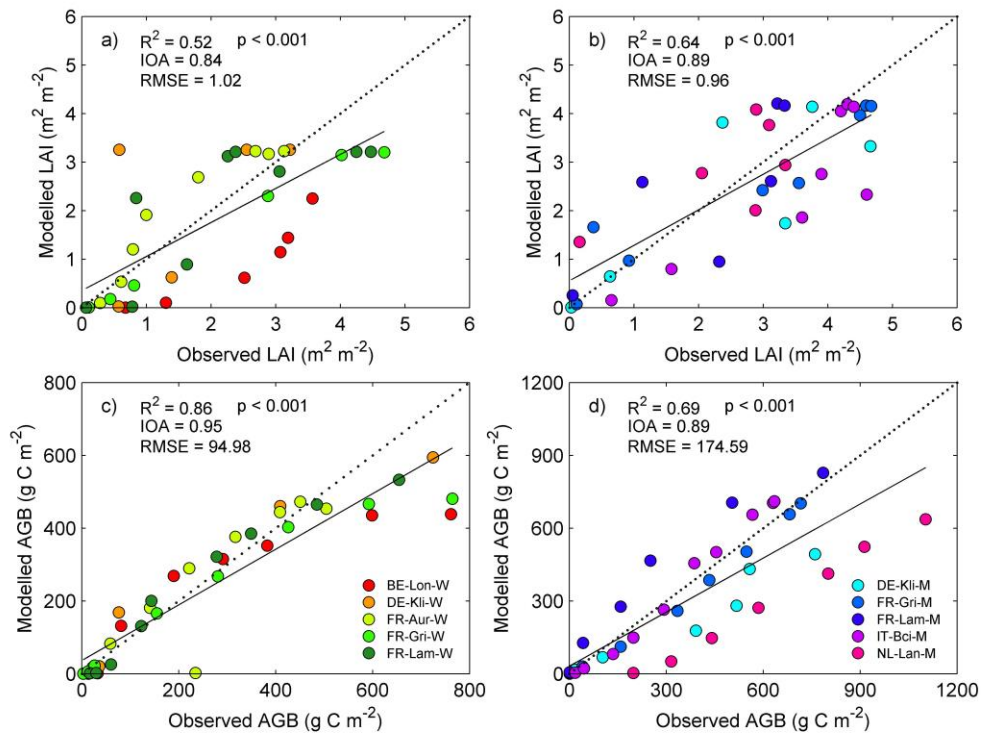 a)
R² = 0.52 p < 0.001
IOA = 0.84
RMSE = 1.02
6
5
4
3
2
1
0
0 1 2 3 4 5 6
Modelled LAI (m² m⁻²)
Observed LAI (m² m⁻²)
b)
R² = 0.64 p < 0.001
IOA = 0.89
RMSE = 0.96
6
5
4
3
2
1
0
0 1 2 3 4 5 6
Modelled LAI (m² m⁻²)
Observed LAI (m² m⁻²)
c)
R² = 0.86 p < 0.001
IOA = 0.95
RMSE = 94.98
800
600
400
200
0
0 200 400 600 800
Modelled AGB (g C m⁻²)
Observed AGB (g C m⁻²)
BE-Lon-W
DE-Kli-W
FR-Aur-W
FR-Gri-W
FR-Lam-W
d)
R² = 0.69 p < 0.001
IOA = 0.89
RMSE = 174.59
1200
900
600
300
0
0 300 600 900 1200
Modelled AGB (g C m⁻²)
Observed AGB (g C m⁻²)
DE-Kli-M
FR-Gri-M
FR-Lam-M
IT-Bci-M
NL-Lan-M